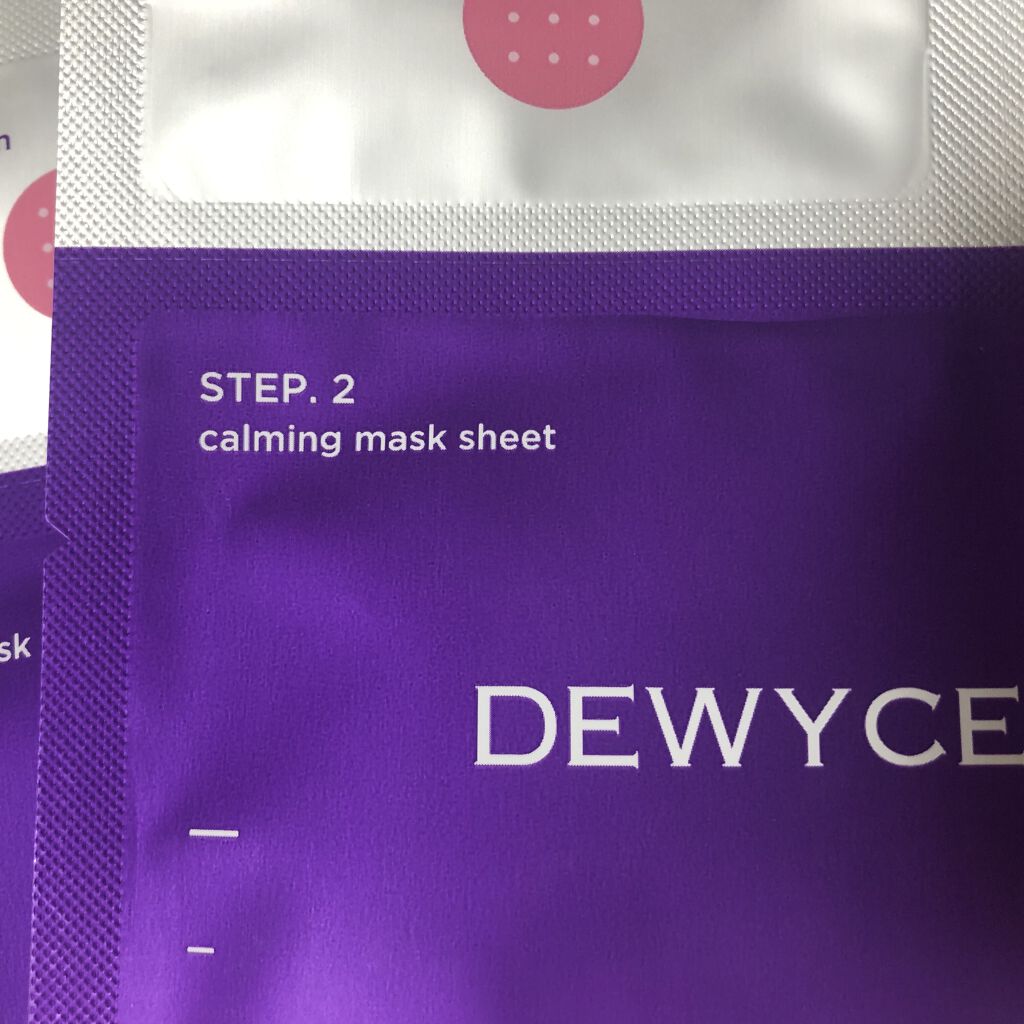 STEP. 2
calming mask sheet
DEWYCE